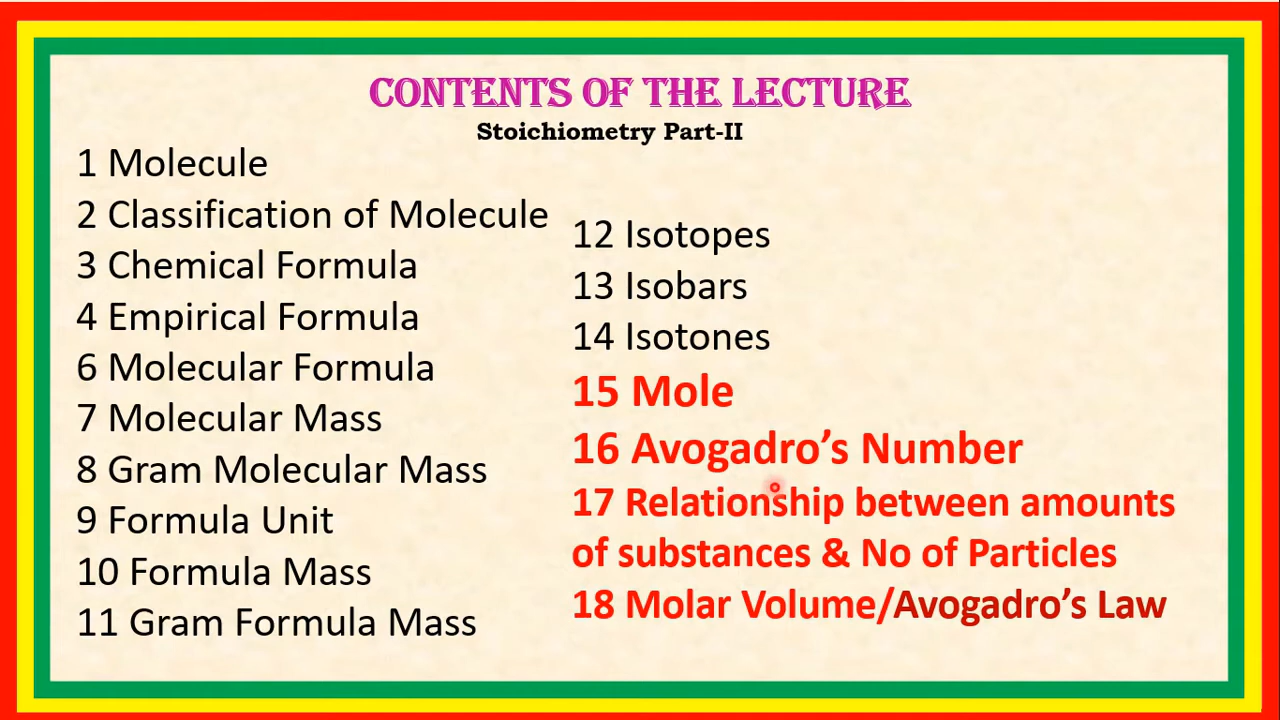 CONTENTS OF THE LECTURE
Stoichiometry Part-II
1 Molecule
2 Classification of Molecule
3 Chemical Formula
4 Empirical Formula
6 Molecular Formula
7 Molecular Mass
8 Gram Molecular Mass
9 Formula Unit
10 Formula Mass
11 Gram Formula Mass
12 Isotopes
13 Isobars
14 Isotones
15 Mole
16 Avogadro’s Number
17 Relationship between amounts
of substances & No of Particles
18 Molar Volume/Avogadro’s Law